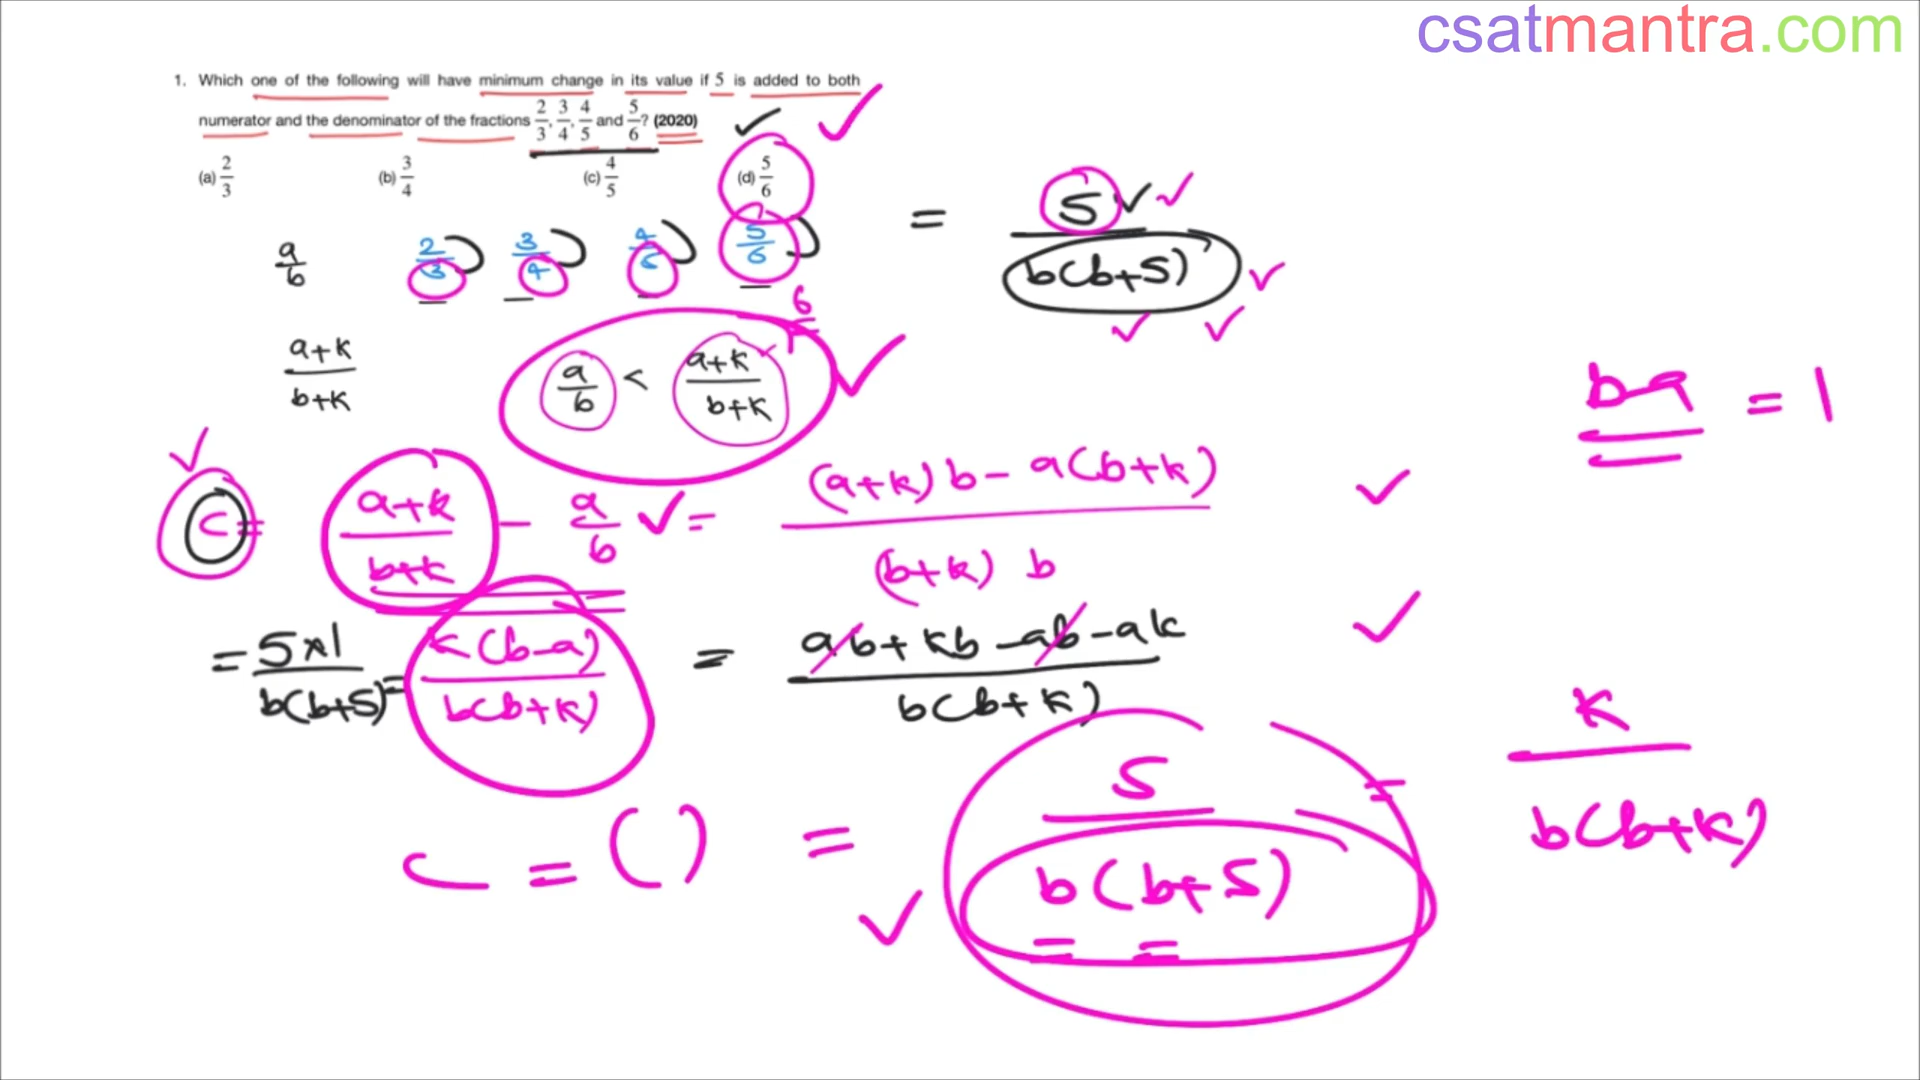 csatmantra.com
1. Which one of the following will have minimum change in its value if 5 is added to both
numerator and the denominator of the fractions 2/3, 3/4, 4/5 and 5/6? (2020)
(a) 2/3 (b) 3/4 (c) 4/5 (d) 5/6
a/b 2/3 3/4 4/5 5/6 = 5/b(b+5)
a+k/b+k a/b < a+k/b+k b-a = 1
c = a+k/b+k - a/b = (a+k)b - a(b+k)/(b+k) b
= 5×1/b(b+5) = k(b-a)/b(b+k) = ab+kb-ab-ak/b(b+k)
c = ( ) = 5/b(b+5) = k/b(b+k)